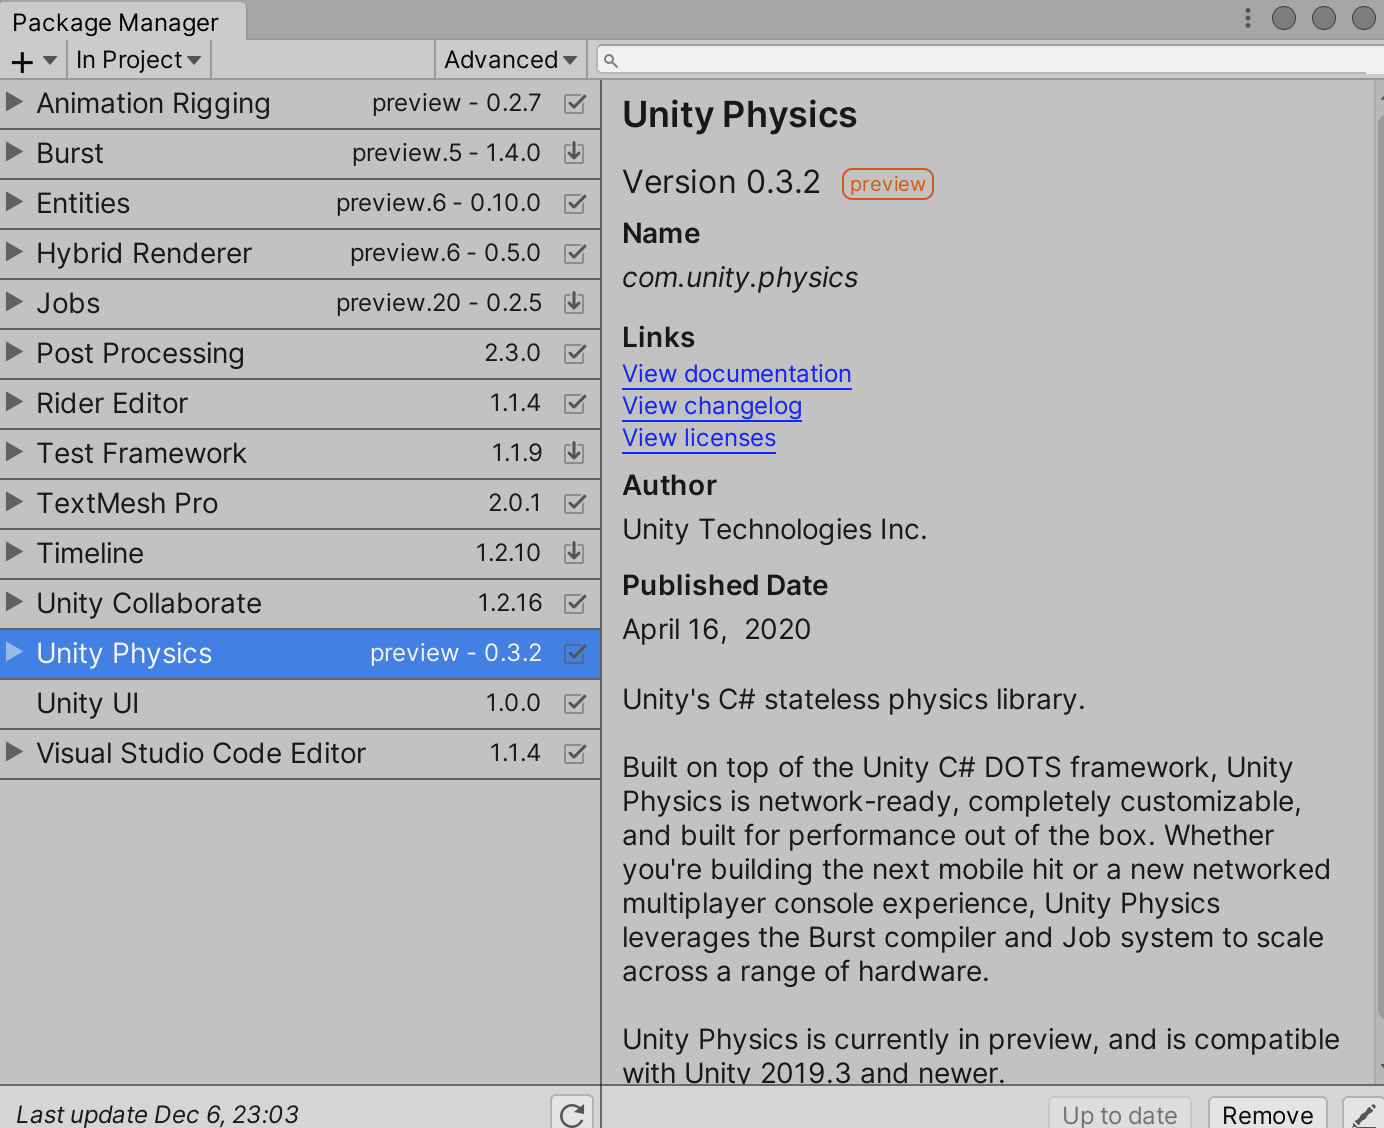 Package Manager
In Project
Advanced
Animation Rigging preview - 0.2.7
Burst preview.5 - 1.4.0
Entities preview.6 - 0.10.0
Hybrid Renderer preview.6 - 0.5.0
Jobs preview.20 - 0.2.5
Post Processing 2.3.0
Rider Editor 1.1.4
Test Framework 1.1.9
TextMesh Pro 2.0.1
Timeline 1.2.10
Unity Collaborate 1.2.16
Unity Physics preview - 0.3.2
Unity UI 1.0.0
Visual Studio Code Editor 1.1.4
Last update Dec 6, 23:03
Unity Physics
Version 0.3.2 preview
Name
com.unity.physics
Links
View documentation
View changelog
View licenses
Author
Unity Technologies Inc.
Published Date
April 16, 2020
Unity's C# stateless physics library.
Built on top of the Unity C# DOTS framework, Unity
Physics is network-ready, completely customizable,
and built for performance out of the box. Whether
you're building the next mobile hit or a new networked
multiplayer console experience, Unity Physics
leverages the Burst compiler and Job system to scale
across a range of hardware.
Unity Physics is currently in preview, and is compatible
with Unity 2019.3 and newer.
Up to date
Remove